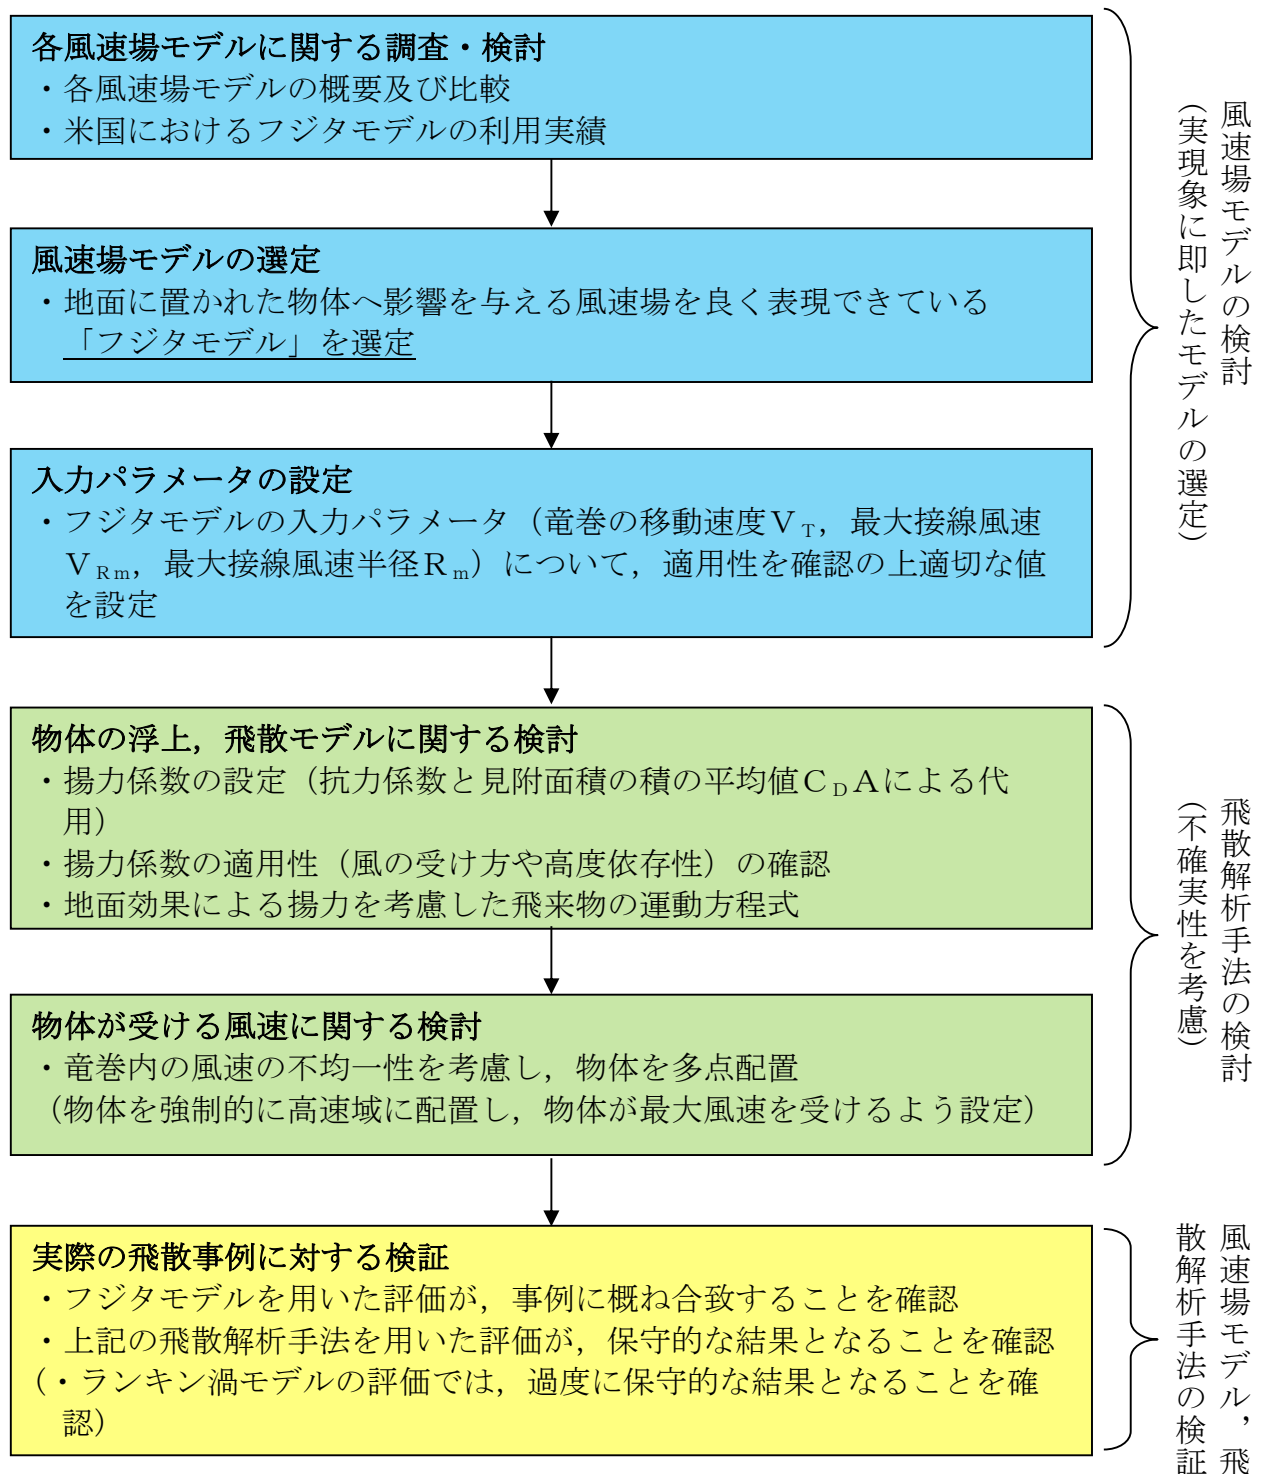 各風速場モデルに関する調査・検討
・各風速場モデルの概要及び比較
・米国におけるフジタモデルの利用実績
風速場モデルの選定
・地面に置かれた物体へ影響を与える風速場を良く表現できている
「フジタモデル」を選定
入力パラメータの設定
・フジタモデルの入力パラメータ（竜巻の移動速度ＶT，最大接線風速
ＶRm，最大接線風速半径Ｒm）について，適用性を確認の上適切な値
を設定
風速場モデルの検討
（実現象に即したモデルの選定）
物体の浮上，飛散モデルに関する検討
・揚力係数の設定（抗力係数と見附面積の積の平均値ＣDＡによる代
用）
・揚力係数の適用性（風の受け方や高度依存性）の確認
・地面効果による揚力を考慮した飛来物の運動方程式
物体が受ける風速に関する検討
・竜巻内の風速の不均一性を考慮し，物体を多点配置
（物体を強制的に高速域に配置し，物体が最大風速を受けるよう設定）
飛散解析手法の検討
（不確実性を考慮）
実際の飛散事例に対する検証
・フジタモデルを用いた評価が，事例に概ね合致することを確認
・上記の飛散解析手法を用いた評価が，保守的な結果となることを確認
（・ランキン渦モデルの評価では，過度に保守的な結果となることを確
認）
風速場モデル，飛
散解析手法の検証